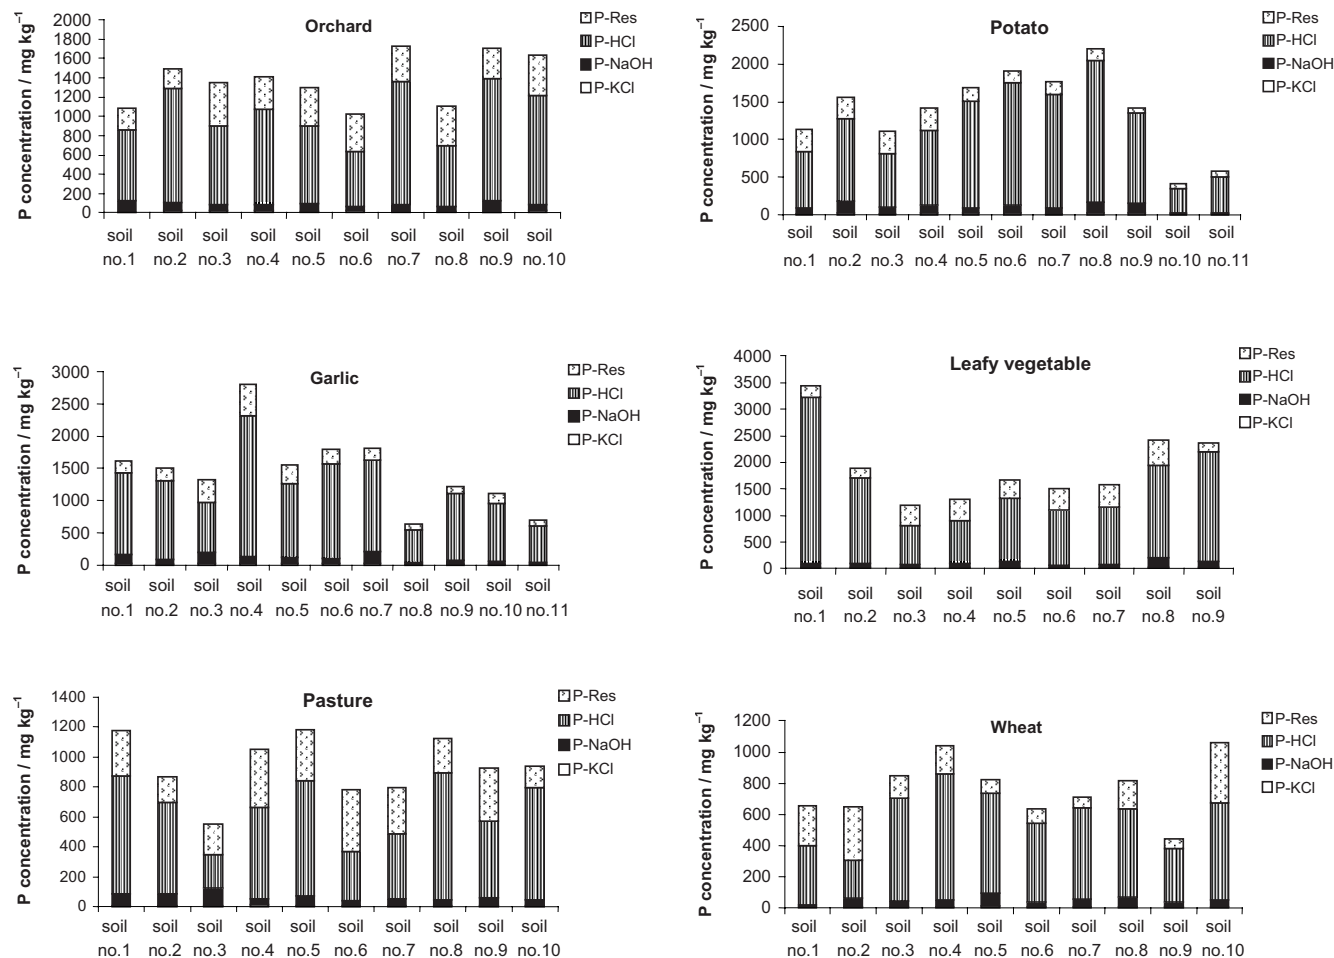 Orchard
P concentration / mg kg⁻¹
2000
1800
1600
1400
1200
1000
800
600
400
200
0
soil soil soil soil soil soil soil soil soil soil
no.1 no.2 no.3 no.4 no.5 no.6 no.7 no.8 no.9 no.10
P-Res
P-HCl
P-NaOH
P-KCl
Potato
P concentration / mg kg⁻¹
2500
2000
1500
1000
500
0
soil soil soil soil soil soil soil soil soil soil soil
no.1 no.2 no.3 no.4 no.5 no.6 no.7 no.8 no.9 no.10 no.11
P-Res
P-HCl
P-NaOH
P-KCl
Garlic
P concentration / mg kg⁻¹
3000
2500
2000
1500
1000
500
0
soil soil soil soil soil soil soil soil soil soil soil
no.1 no.2 no.3 no.4 no.5 no.6 no.7 no.8 no.9 no.10 no.11
P-Res
P-HCl
P-NaOH
P-KCl
Leafy vegetable
P concentration / mg kg⁻¹
4000
3500
3000
2500
2000
1500
1000
500
0
soil soil soil soil soil soil soil soil soil
no.1 no.2 no.3 no.4 no.5 no.6 no.7 no.8 no.9
P-Res
P-HCl
P-NaOH
P-KCl
Pasture
P concentration / mg kg⁻¹
1400
1200
1000
800
600
400
200
0
soil soil soil soil soil soil soil soil soil soil
no.1 no.2 no.3 no.4 no.5 no.6 no.7 no.8 no.9 no.10
P-Res
P-HCl
P-NaOH
P-KCl
Wheat
P concentration / mg kg⁻¹
1200
1000
800
600
400
200
0
soil soil soil soil soil soil soil soil soil soil
no.1 no.2 no.3 no.4 no.5 no.6 no.7 no.8 no.9 no.10
P-Res
P-HCl
P-NaOH
P-KCl